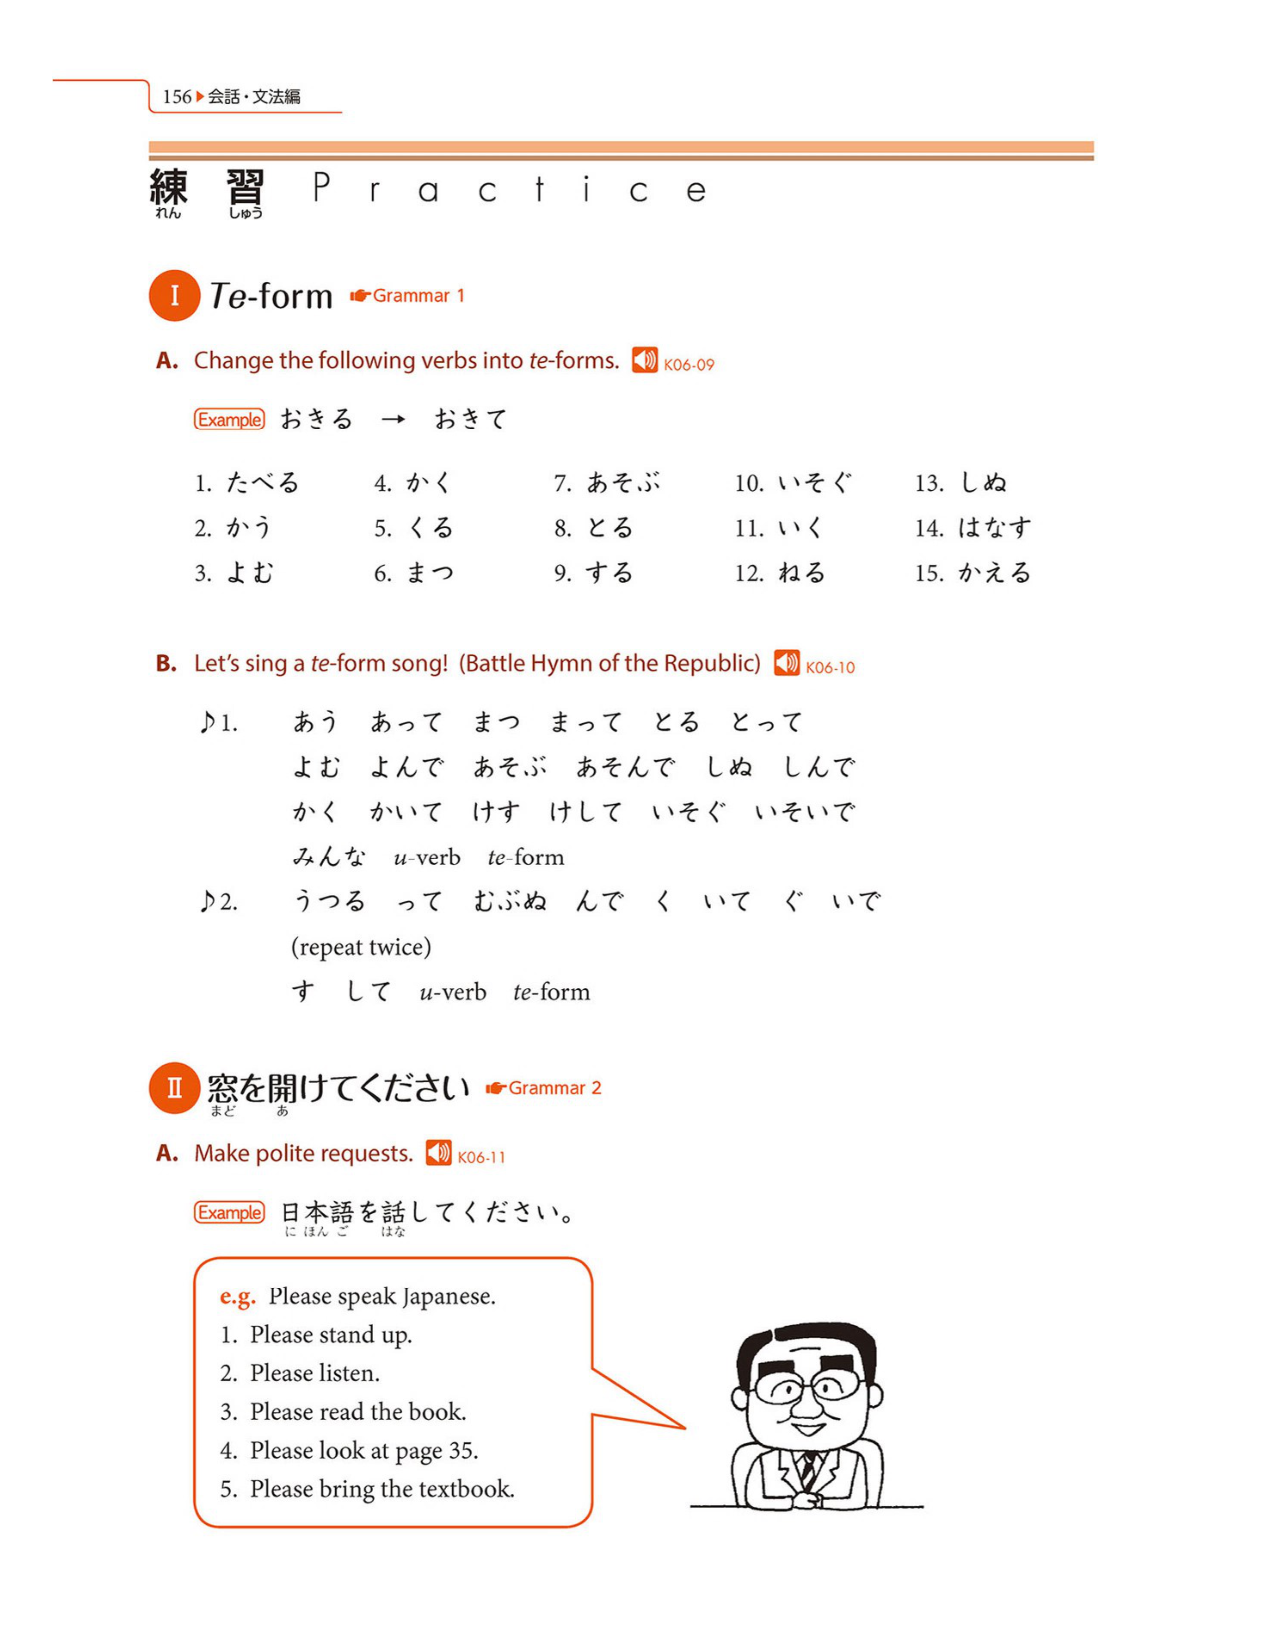 156▶会話・文法編
練習 Practice
れん しゅう
Ⅰ Te-form ☛Grammar 1
A. Change the following verbs into te-forms. K06-09
Example おきる → おきて
1. たべる 4. かく 7. あそぶ 10. いそぐ 13. しぬ
2. かう 5. くる 8. とる 11. いく 14. はなす
3. よむ 6. まつ 9. する 12. ねる 15. かえる
B. Let's sing a te-form song! (Battle Hymn of the Republic) K06-10
♪1. あう あって まつ まって とる とって
よむ よんで あそぶ あそんで しぬ しんで
かく かいて けす けして いそぐ いそいで
みんな u-verb te-form
♪2. うつる って むぶぬ んで く いて ぐ いで
(repeat twice)
す して u-verb te-form
Ⅱ 窓を開けてください ☛Grammar 2
まど あ
A. Make polite requests. K06-11
Example 日本語を話してください。
に ほん ご はな
e.g. Please speak Japanese.
1. Please stand up.
2. Please listen.
3. Please read the book.
4. Please look at page 35.
5. Please bring the textbook.